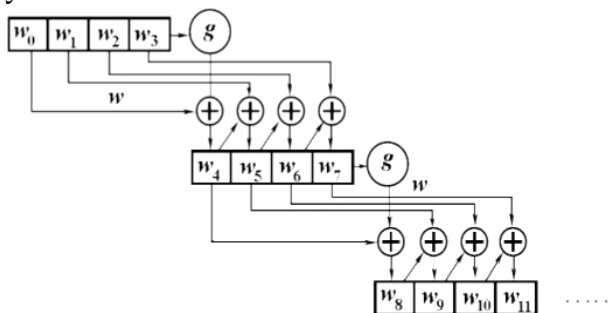 w₀ w₁ w₂ w₃ g
w + + + +
w₄ w₅ w₆ w₇ g
w
+ + + +
w₈ w₉ w₁₀ w₁₁ .....